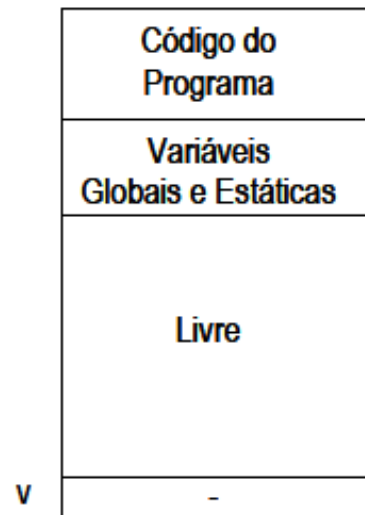 Código do
Programa
Variáveis
Globais e Estáticas
Livre
v -